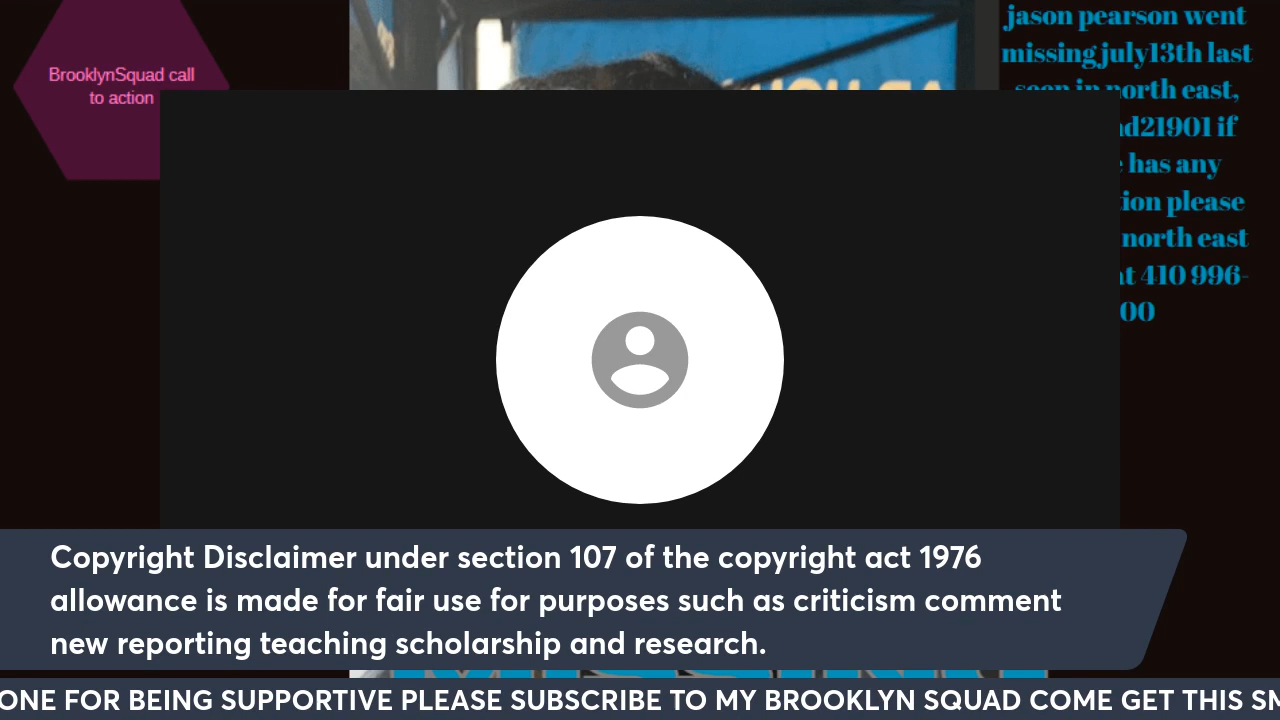 BrooklynSquad call
to action
jason pearson went
missing july13th last
seen in north east,
md21901 if
has any
please
north east
at 410 996-
00
Copyright Disclaimer under section 107 of the copyright act 1976
allowance is made for fair use for purposes such as criticism comment
new reporting teaching scholarship and research.
ONE FOR BEING SUPPORTIVE PLEASE SUBSCRIBE TO MY BROOKLYN SQUAD COME GET THIS